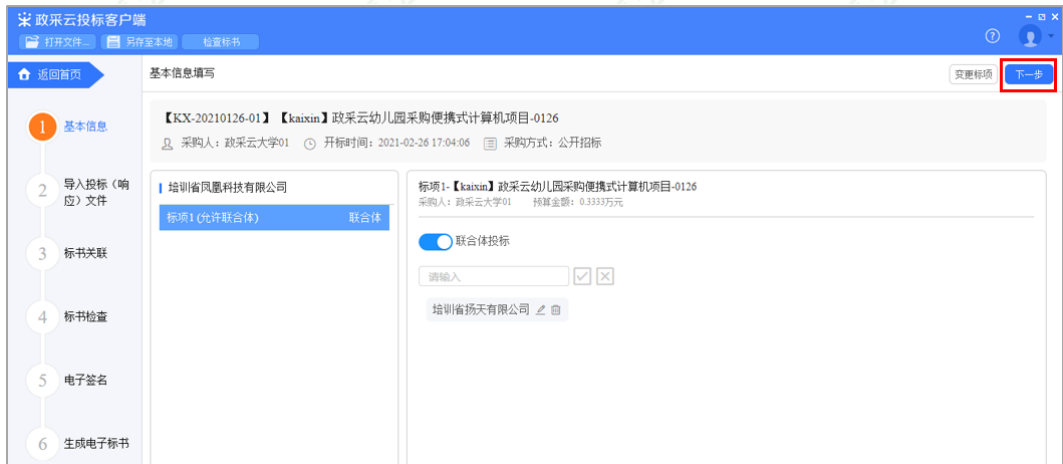 政采云投标客户端
打开文件... 另存至本地 检查标书
返回首页
基本信息填写
变更标项 下一步
1 基本信息
2 导入投标（响应）文件
3 标书关联
4 标书检查
5 电子签名
6 生成电子标书
【KX-20210126-01】【kaixin】政采云幼儿园采购便携式计算机项目-0126
采购人：政采云大学01 开标时间：2021-02-26 17:04:06 采购方式：公开招标
培训省凤凰科技有限公司
标项1 (允许联合体) 联合体
标项1-【kaixin】政采云幼儿园采购便携式计算机项目-0126
采购人：政采云大学01 预算金额：0.3333万元
联合体投标
请输入
培训省扬天有限公司